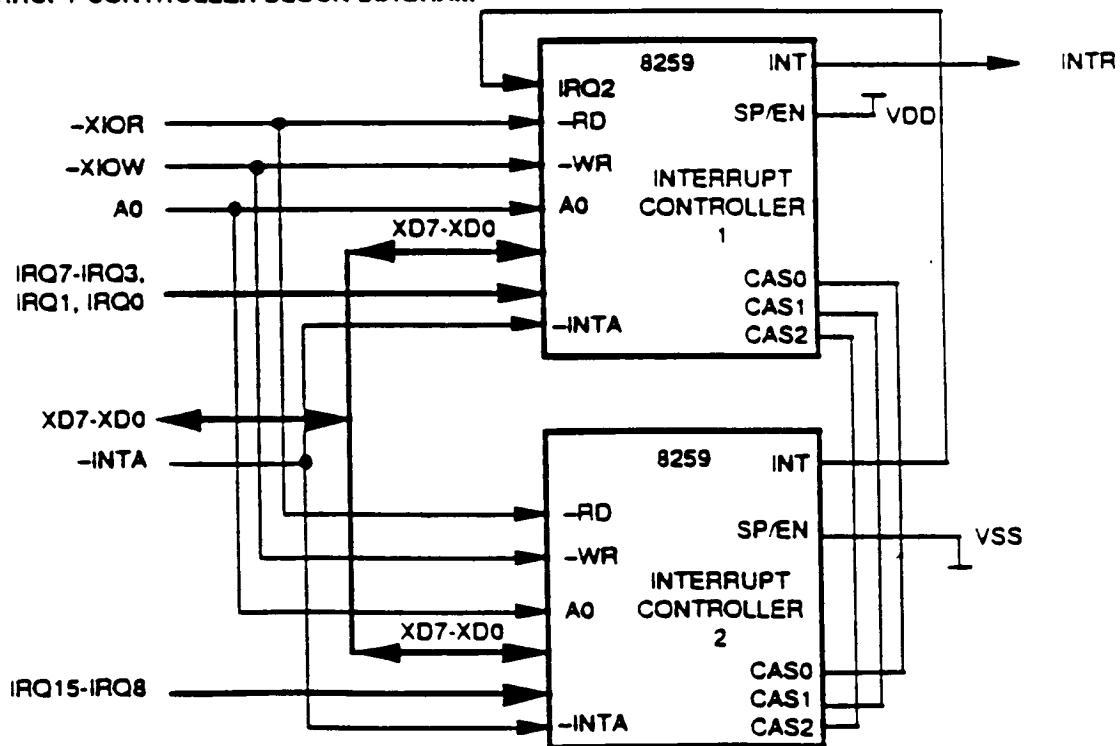 8259
INT
INTR
IRQ2
-XIOR
-RD
SP/EN
VDD
-XIOW
-WR
A0
A0
INTERRUPT
CONTROLLER
1
XD7-XD0
IRQ7-IRQ3,
IRQ1, IRQ0
CAS0
CAS1
CAS2
-INTA
XD7-XD0
-INTA
8259
INT
-RD
SP/EN
VSS
-WR
INTERRUPT
CONTROLLER
2
A0
XD7-XD0
IRQ15-IRQ8
CAS0
CAS1
CAS2
-INTA